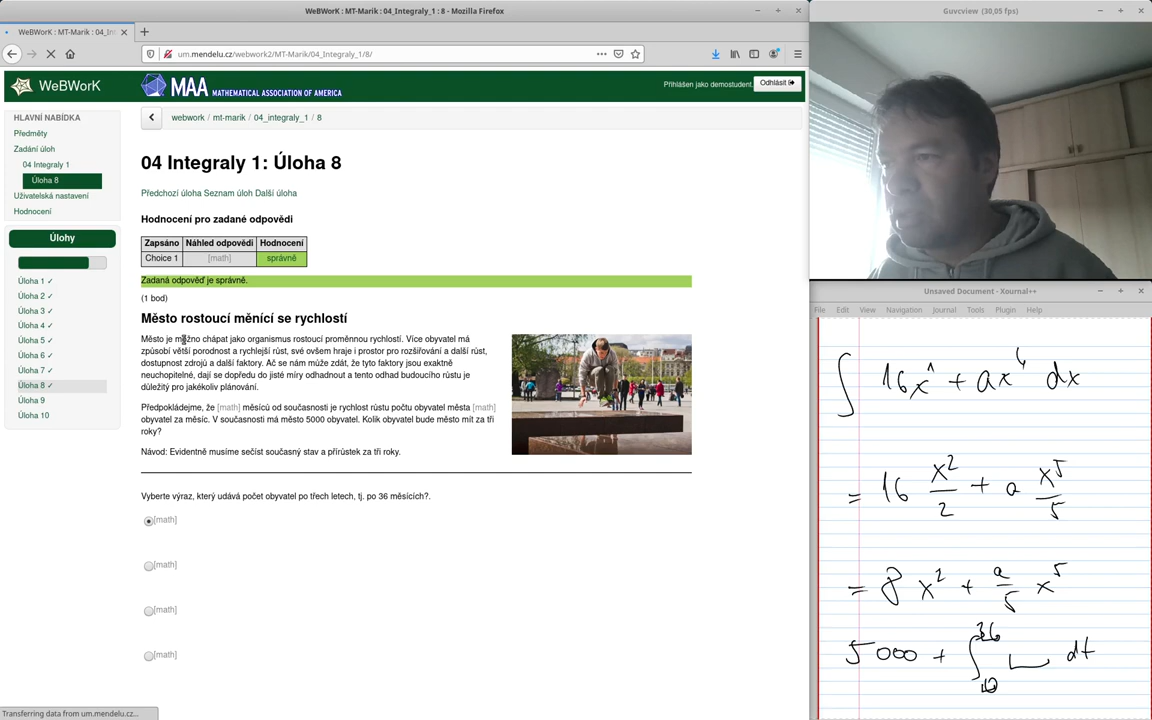 WeBWorK : MT-Marik : 04_Integraly_1 : 8 - Mozilla Firefox
WeBWorK : MT-Marik : 04_Int
um.mendelu.cz/webwork2/MT-Marik/04_Integraly_1/8/
WeBWorK
MAA MATHEMATICAL ASSOCIATION OF AMERICA
Přihlášen jako demostudent.
Odhlásit
HLAVNÍ NABÍDKA
Předměty
Zadání úloh
04 Integraly 1
Úloha 8
Uživatelská nastavení
Hodnocení
Úlohy
Úloha 1 ✓
Úloha 2 ✓
Úloha 3 ✓
Úloha 4 ✓
Úloha 5 ✓
Úloha 6 ✓
Úloha 7 ✓
Úloha 8 ✓
Úloha 9
Úloha 10
webwork / mt-marik / 04_integraly_1 / 8
04 Integraly 1: Úloha 8
Předchozí úloha Seznam úloh Další úloha
Hodnocení pro zadané odpovědi
Zapsáno Náhled odpovědi Hodnocení
Choice 1 [math] správně
Zadaná odpověď je správně.
(1 bod)
Město rostoucí měnící se rychlostí
Město je možno chápat jako organismus rostoucí proměnnou rychlostí. Více obyvatel má
způsobí větší porodnost a rychlejší růst, své ovšem hraje i prostor pro rozšiřování a další růst,
dostupnost zdrojů a další faktory. Ač se nám může zdát, že tyto faktory jsou exaktně
neuchopitelné, dají se dopředu do jisté míry odhadnout a tento odhad budoucího růstu je
důležitý pro jakékoliv plánování.
Předpokládejme, že [math] měsíců od současnosti je rychlost růstu počtu obyvatel města [math]
obyvatel za měsíc. V současnosti má město 5000 obyvatel. Kolik obyvatel bude město mít za tři
roky?
Návod: Evidentně musíme sečíst současný stav a přírůstek za tři roky.
Vyberte výraz, který udává počet obyvatel po třech letech, tj. po 36 měsících?.
[math]
[math]
[math]
[math]
Transferring data from um.mendelu.cz...
Guvcview (30,05 fps)
Unsaved Document - Xournal++
File Edit View Navigation Journal Tools Plugin Help
∫ 16x¹ + ax⁴ dx
= 16 x²/2 + a x⁵/5
= 8 x² + a/5 x⁵
5000 + ∫ 36 dt